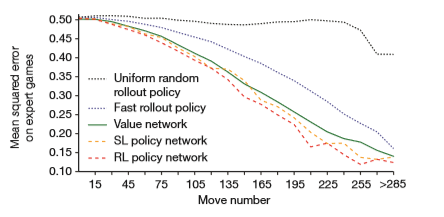 0.50
0.45
0.40
0.35
0.30
0.25
0.20
0.15
0.10
Mean squared error
on expert games
Uniform random
rollout policy
Fast rollout policy
Value network
SL policy network
RL policy network
15 45 75 105 135 165 195 225 255 >285
Move number